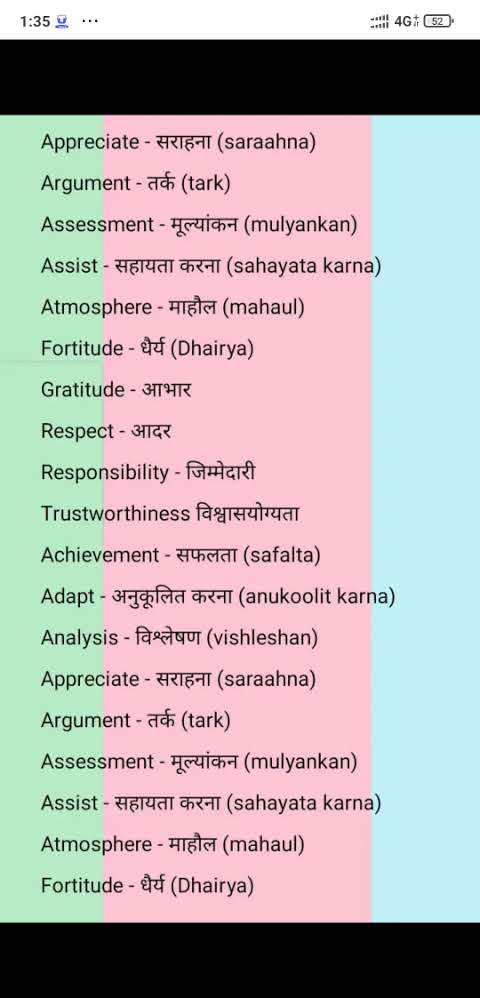 1:35 ... 4G 52
Appreciate - सराहना (saraahna)
Argument - तर्क (tark)
Assessment - मूल्यांकन (mulyankan)
Assist - सहायता करना (sahayata karna)
Atmosphere - माहौल (mahaul)
Fortitude - धैर्य (Dhairya)
Gratitude - आभार
Respect - आदर
Responsibility - जिम्मेदारी
Trustworthiness विश्वासयोग्यता
Achievement - सफलता (safalta)
Adapt - अनुकूलित करना (anukoolit karna)
Analysis - विश्लेषण (vishleshan)
Appreciate - सराहना (saraahna)
Argument - तर्क (tark)
Assessment - मूल्यांकन (mulyankan)
Assist - सहायता करना (sahayata karna)
Atmosphere - माहौल (mahaul)
Fortitude - धैर्य (Dhairya)